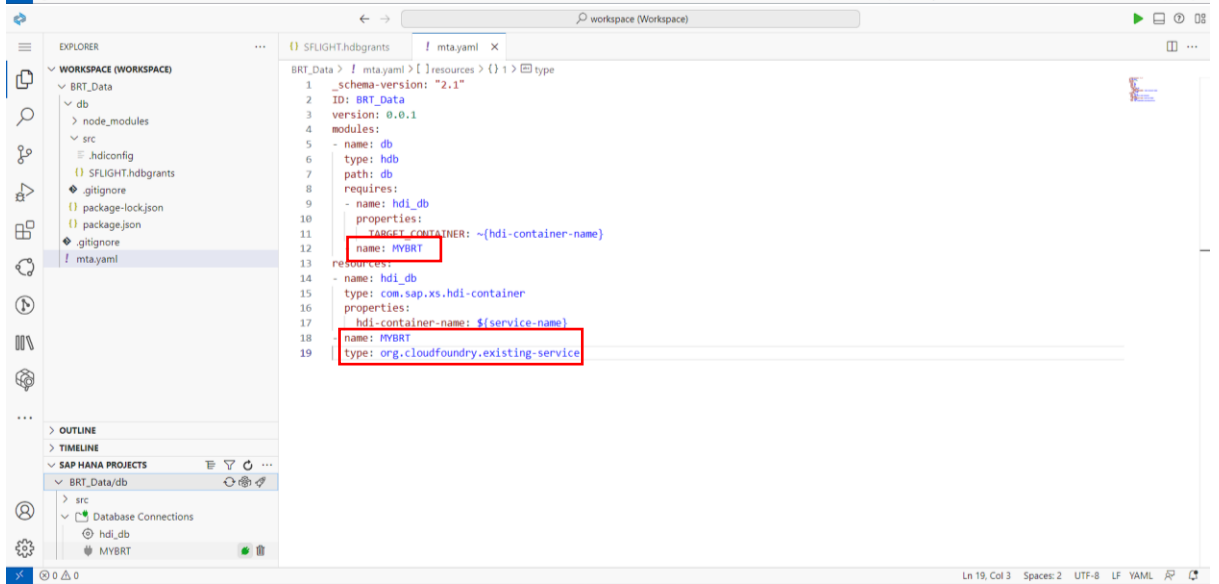 workspace (Workspace)
EXPLORER
SFLIGHT.hdbgrants
mta.yaml
WORKSPACE (WORKSPACE)
BRT_Data
db
node_modules
src
.hdiconfig
SFLIGHT.hdbgrants
.gitignore
package-lock.json
package.json
.gitignore
mta.yaml
BRT_Data > ! mta.yaml > [ ] resources > {} 1 > type
1 _schema-version: "2.1"
2 ID: BRT_Data
3 version: 0.0.1
4 modules:
5 - name: db
6 type: hdb
7 path: db
8 requires:
9 - name: hdi_db
10 properties:
11 TARGET_CONTAINER: ~{hdi-container-name}
12 name: MYBRT
13 resources:
14 - name: hdi_db
15 type: com.sap.xs.hdi-container
16 properties:
17 hdi-container-name: ${service-name}
18 - name: MYBRT
19 type: org.cloudfoundry.existing-service
OUTLINE
TIMELINE
SAP HANA PROJECTS
BRT_Data/db
src
Database Connections
hdi_db
MYBRT
0 0
Ln 19, Col 3 Spaces: 2 UTF-8 LF YAML